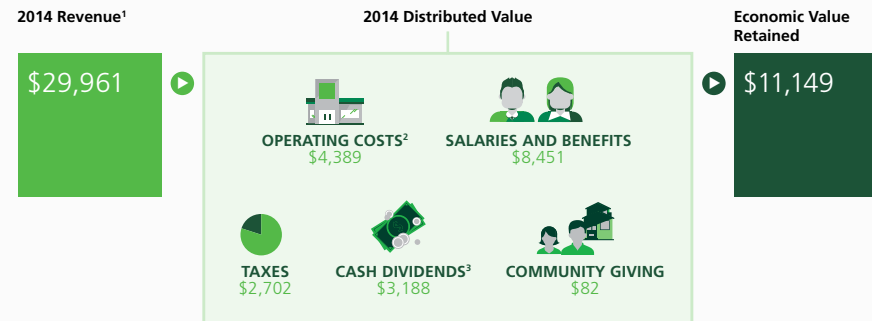 2014 Revenue¹
2014 Distributed Value
Economic Value
Retained
$29,961
$11,149
OPERATING COSTS²
$4,389
SALARIES AND BENEFITS
$8,451
TAXES
$2,702
CASH DIVIDENDS³
$3,188
COMMUNITY GIVING
$82